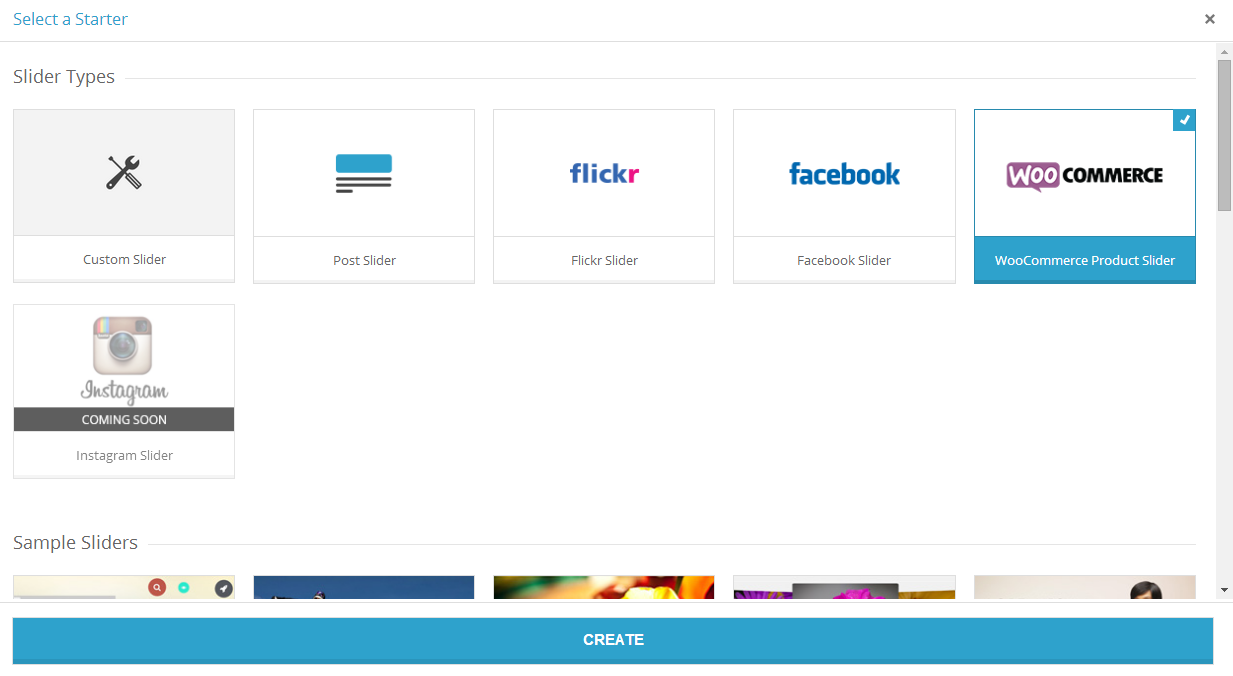 Select a Starter
Slider Types
flickr
facebook
WOO COMMERCE
Custom Slider
Post Slider
Flickr Slider
Facebook Slider
WooCommerce Product Slider
Instagram
COMING SOON
Instagram Slider
Sample Sliders
CREATE